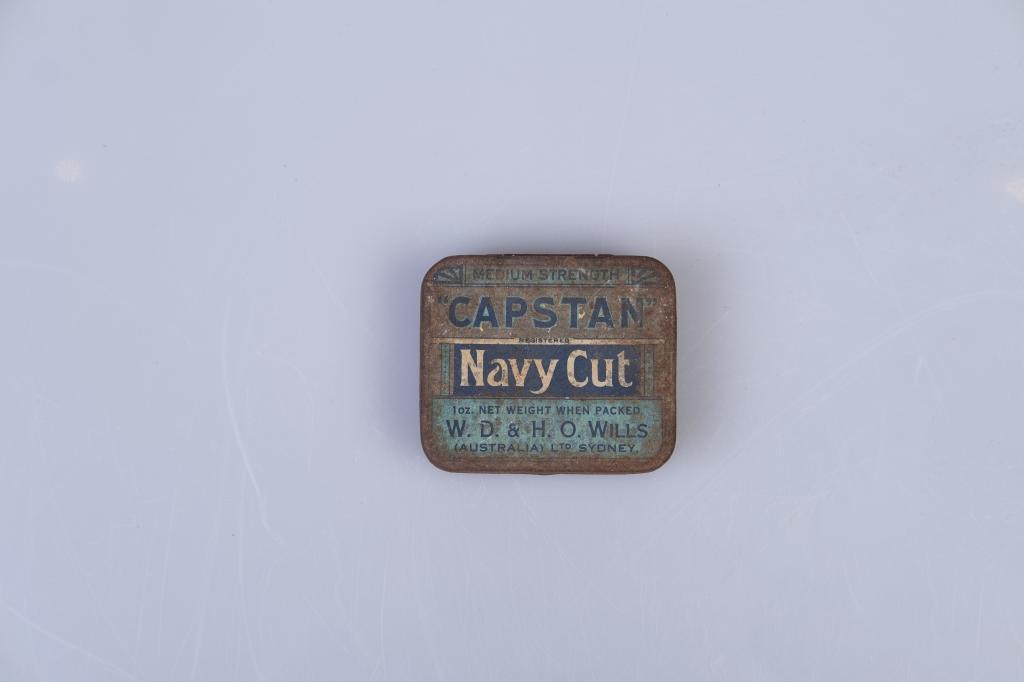 MEDIUM STRENGTH
"CAPSTAN"
REGISTERED
Navy Cut
1oz. NET WEIGHT WHEN PACKED
W. D. & H. O. WILLS
(AUSTRALIA) LTD SYDNEY.